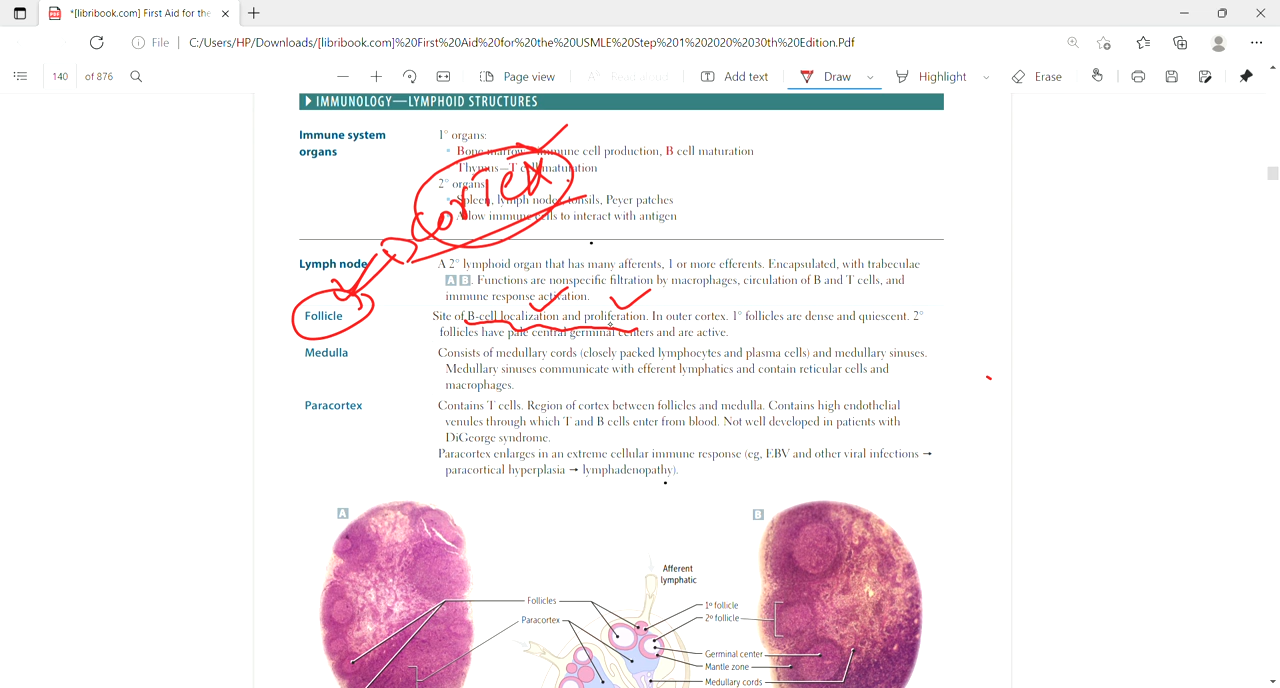 *[libribook.com] First Aid for the
File
C:/Users/HP/Downloads/[libribook.com]%20First%20Aid%20for%20the%20USMLE%20Step%201%202020%2030th%20Edition.Pdf
140 of 876
Page view
Read aloud
Add text
Draw
Highlight
Erase
IMMUNOLOGY—LYMPHOID STRUCTURES
Immune system
organs
1° organs:
Bone marrow—immune cell production, B cell maturation
Thymus—T cell maturation
2° organs:
Spleen, lymph nodes, tonsils, Peyer patches
Allow immune cells to interact with antigen
CorTEX
Lymph node
A 2° lymphoid organ that has many afferents, 1 or more efferents. Encapsulated, with trabeculae
A B. Functions are nonspecific filtration by macrophages, circulation of B and T cells, and
immune response activation.
Follicle
Site of B-cell localization and proliferation. In outer cortex. 1° follicles are dense and quiescent. 2°
follicles have pale central germinal centers and are active.
Medulla
Consists of medullary cords (closely packed lymphocytes and plasma cells) and medullary sinuses.
Medullary sinuses communicate with efferent lymphatics and contain reticular cells and
macrophages.
Paracortex
Contains T cells. Region of cortex between follicles and medulla. Contains high endothelial
venules through which T and B cells enter from blood. Not well developed in patients with
DiGeorge syndrome.
Paracortex enlarges in an extreme cellular immune response (eg, EBV and other viral infections →
paracortical hyperplasia → lymphadenopathy).
A
B
Afferent
lymphatic
Follicles
1º follicle
2º follicle
Paracortex
Germinal center
Mantle zone
Medullary cords